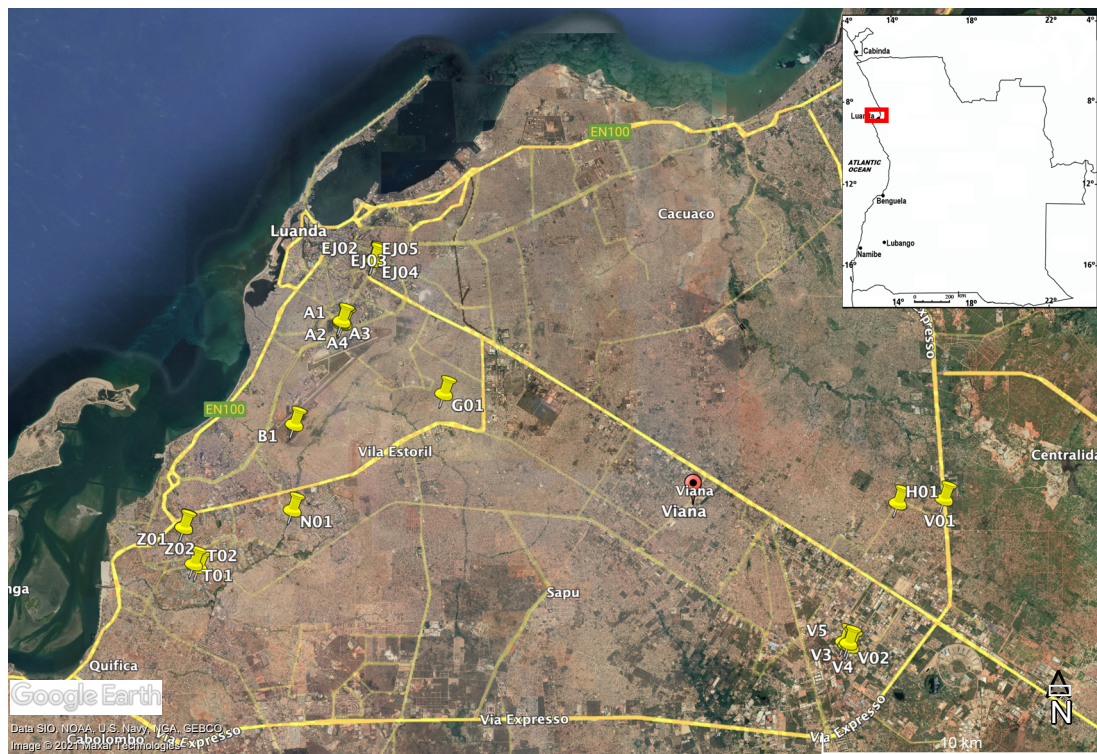 4°
14°
18°
22°
4°
Cabinda
8°
8°
Luanda
ATLANTIC
OCEAN
12°
12°
Benguela
Lubango
Namibe
16°
16°
14°
0
200
km
18°
22°
EN100
Cacuaco
Luanda
EJ02
EJ05
EJ03
EJ04
A1
A2
A3
A4
Expresso
EN100
G01
B1
Vila Estoril
Centralida
Viana
Viana
H01
V01
N01
Z01
Z02
T02
T01
nga
Sapu
V5
V3
V4
V02
Quifica
Google Earth
N
Via Expresso
Via Expresso
Data SIO, NOAA, U.S. Navy, NGA, GEBCO
Cabolombo
Via Expresso
Image © 2021 Maxar Technologies
10 km